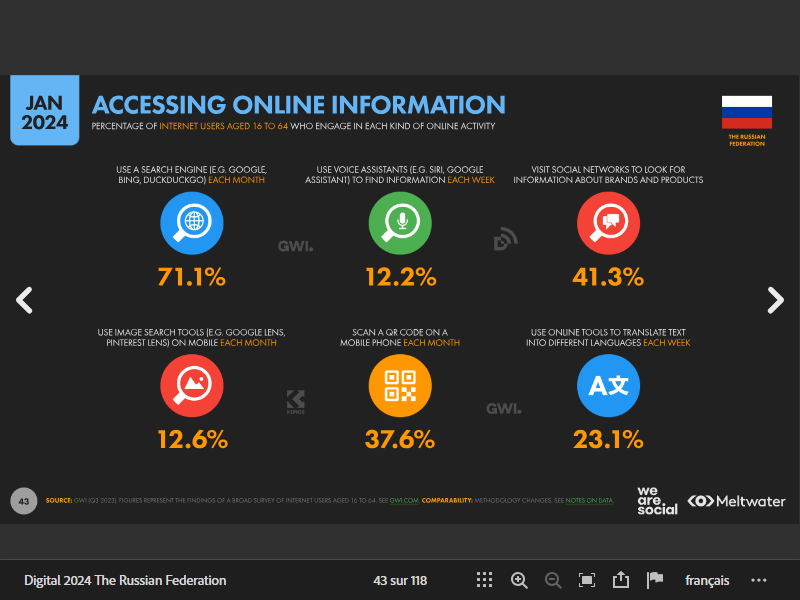 JAN
2024
ACCESSING ONLINE INFORMATION
PERCENTAGE OF INTERNET USERS AGED 16 TO 64 WHO ENGAGE IN EACH KIND OF ONLINE ACTIVITY
THE RUSSIAN
FEDERATION
USE A SEARCH ENGINE (E.G. GOOGLE,
BING, DUCKDUCKGO) EACH MONTH
71.1%
USE VOICE ASSISTANTS (E.G. SIRI, GOOGLE
ASSISTANT) TO FIND INFORMATION EACH WEEK
12.2%
VISIT SOCIAL NETWORKS TO LOOK FOR
INFORMATION ABOUT BRANDS AND PRODUCTS
41.3%
GWI.
USE IMAGE SEARCH TOOLS (E.G. GOOGLE LENS,
PINTEREST LENS) ON MOBILE EACH MONTH
12.6%
SCAN A QR CODE ON A
MOBILE PHONE EACH MONTH
37.6%
USE ONLINE TOOLS TO TRANSLATE TEXT
INTO DIFFERENT LANGUAGES EACH WEEK
A文
23.1%
KEPIOS
GWI.
43
SOURCE: GWI (Q3 2023). FIGURES REPRESENT THE FINDINGS OF A BROAD SURVEY OF INTERNET USERS AGED 16 TO 64. SEE GWI.COM. COMPARABILITY: METHODOLOGY CHANGES. SEE NOTES ON DATA.
we
are.
social
Meltwater
Digital 2024 The Russian Federation
43 sur 118
français